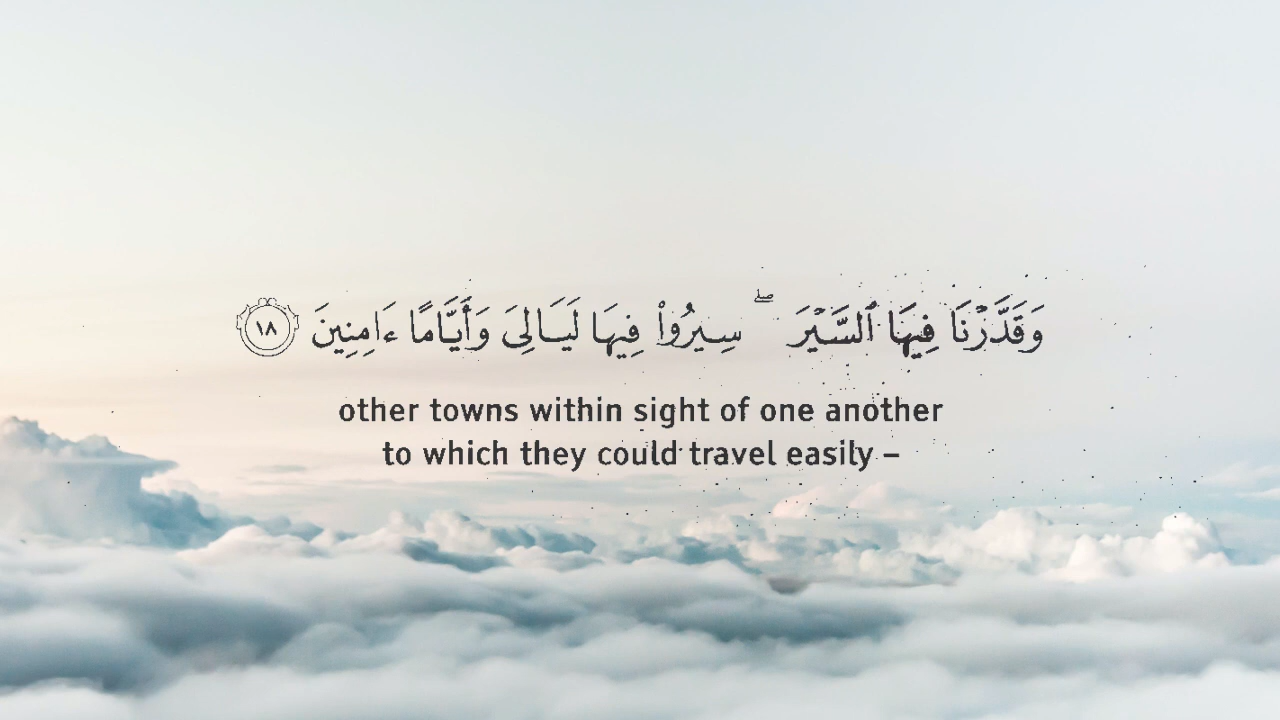 وَقَدَّرْنَا فِيهَا ٱلسَّيْرَ ۖ سِيرُوا۟ فِيهَا لَيَالِىَ وَأَيَّامًا ءَامِنِينَ ١٨
other towns within sight of one another
to which they could travel easily –